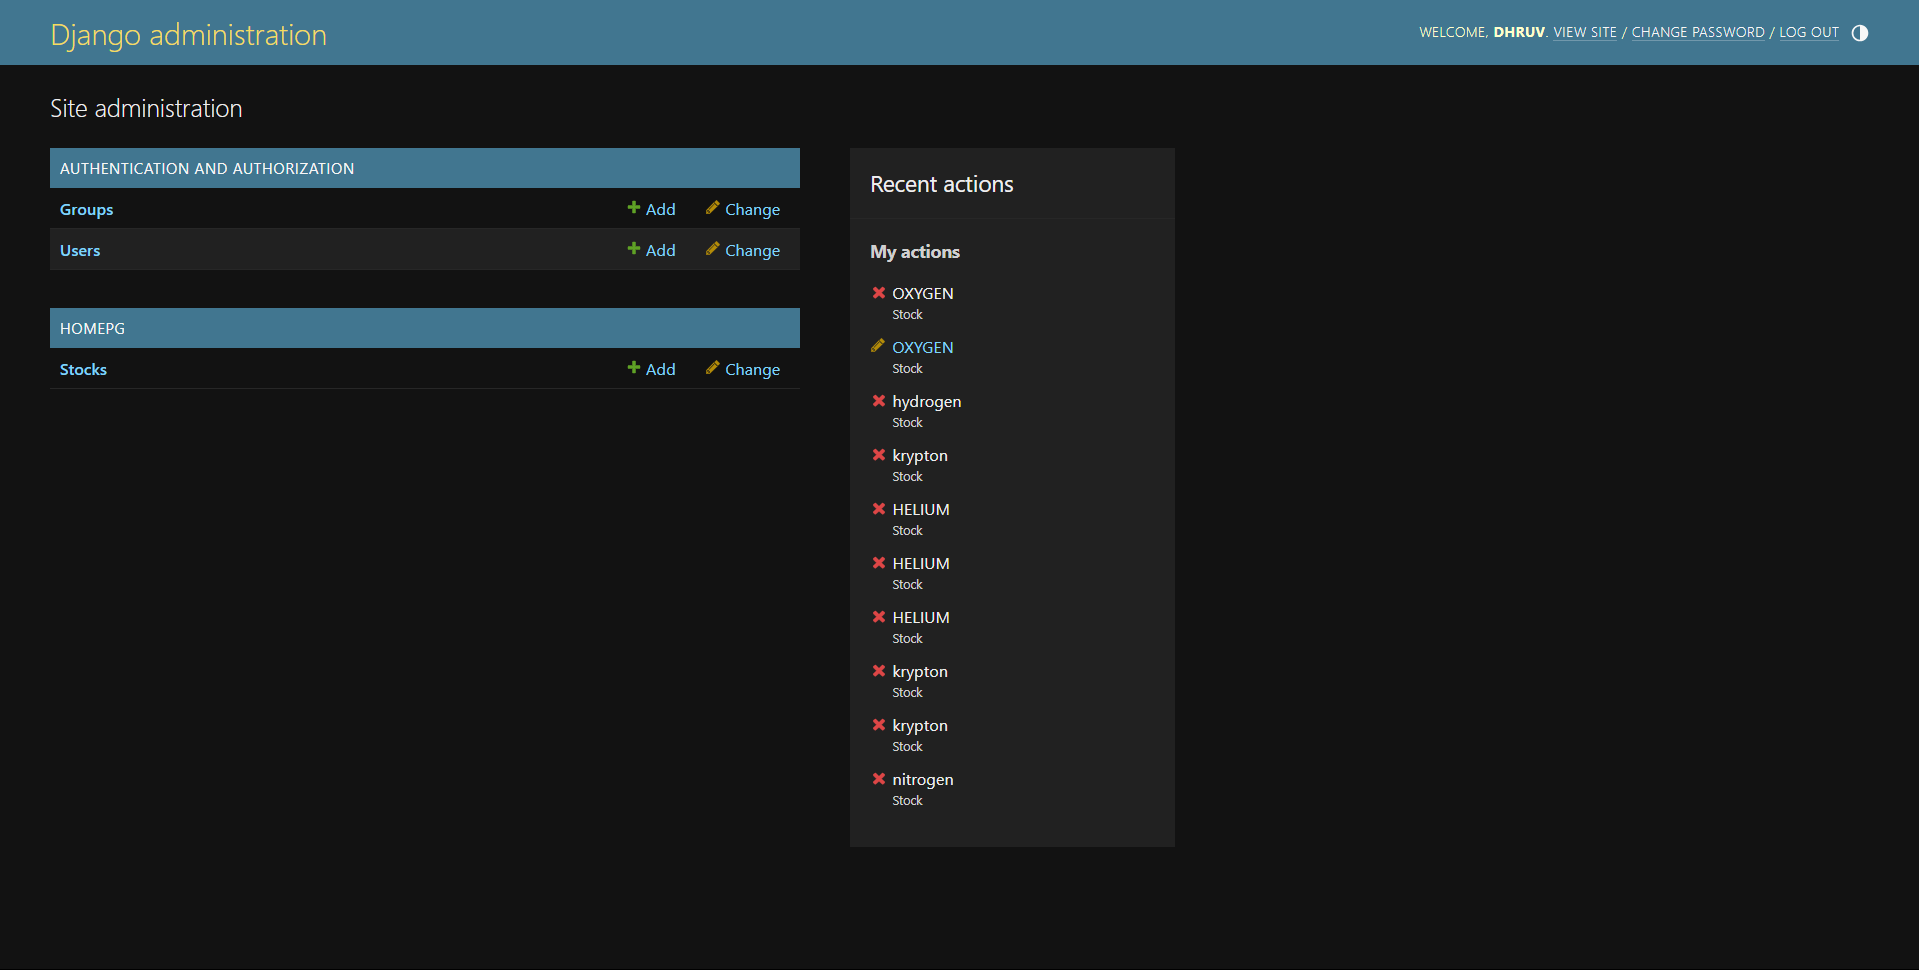 Django administration
WELCOME, DHRUV. VIEW SITE / CHANGE PASSWORD / LOG OUT
Site administration
AUTHENTICATION AND AUTHORIZATION
Groups Add Change
Users Add Change
HOMEPG
Stocks Add Change
Recent actions
My actions
OXYGEN
Stock
OXYGEN
Stock
hydrogen
Stock
krypton
Stock
HELIUM
Stock
HELIUM
Stock
HELIUM
Stock
krypton
Stock
krypton
Stock
nitrogen
Stock